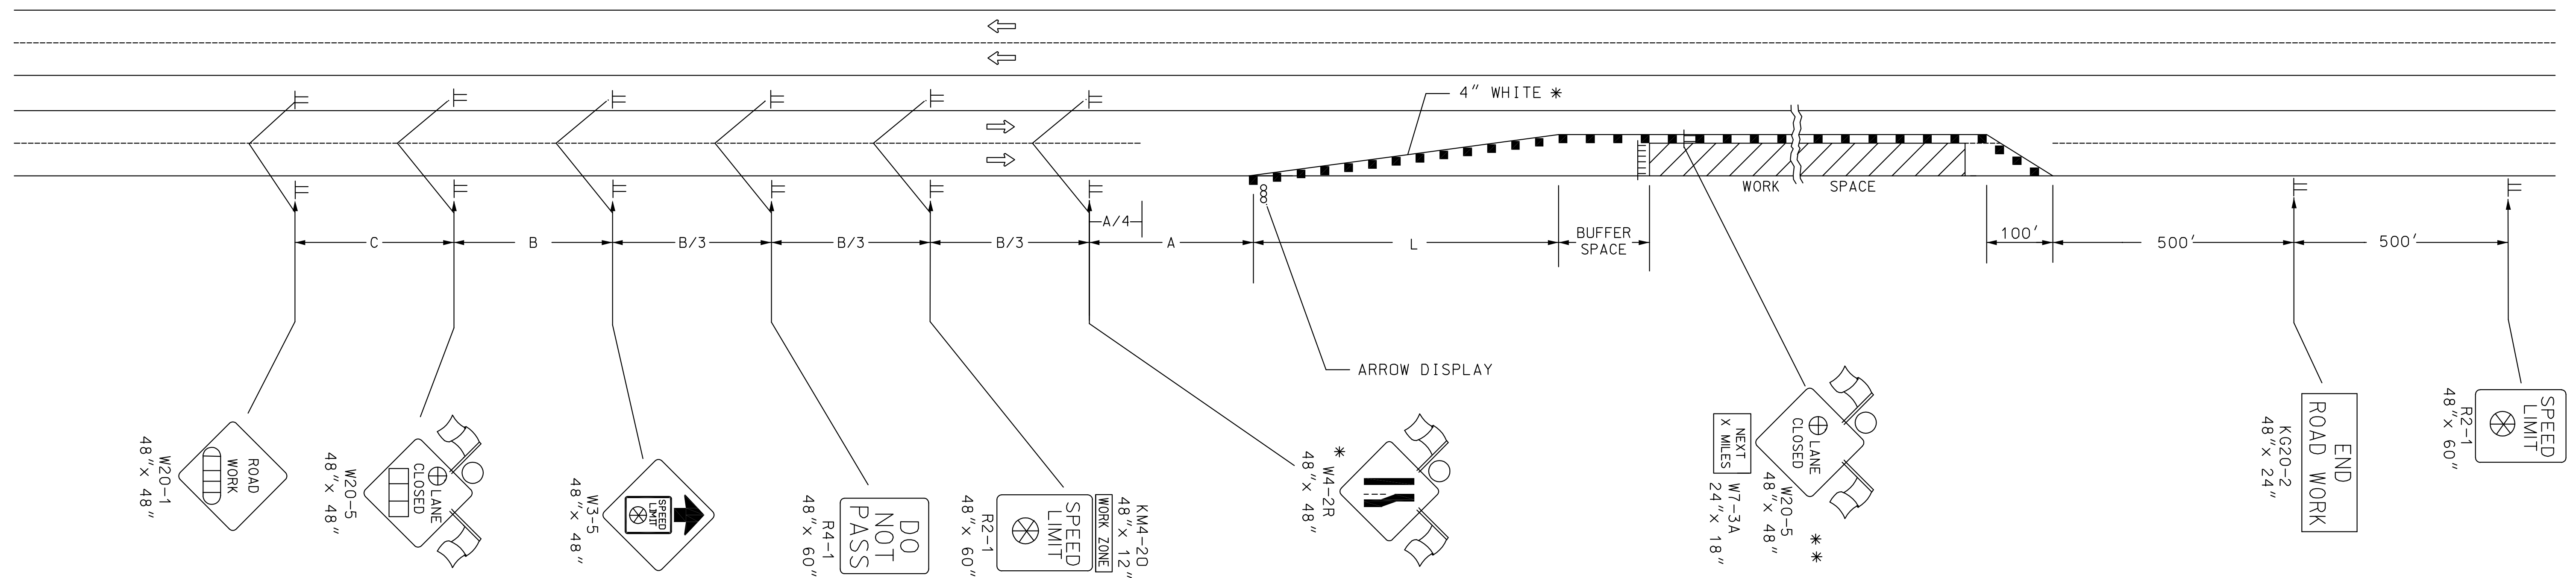 4" WHITE *
WORK SPACE
C
B
B/3
B/3
B/3
A/4
A
L
BUFFER
SPACE
100'
500'
500'
ARROW DISPLAY
ROAD
WORK
W20-1
48"x 48"
LANE
CLOSED
W20-5
48"x 48"
SPEED
LIMIT
W3-5
48"x 48"
DO
NOT
PASS
R4-1
48"x 60"
KM4-20
48"x 12"
WORK ZONE
SPEED
LIMIT
R2-1
48"x 60"
* W4-2R
48"x 48"
LANE
CLOSED
W20-5 **
48"x 48"
NEXT
X MILES
W7-3A
24"x 18"
END
ROAD WORK
KG20-2
48"x 24"
SPEED
LIMIT
R2-1
48"x 60"